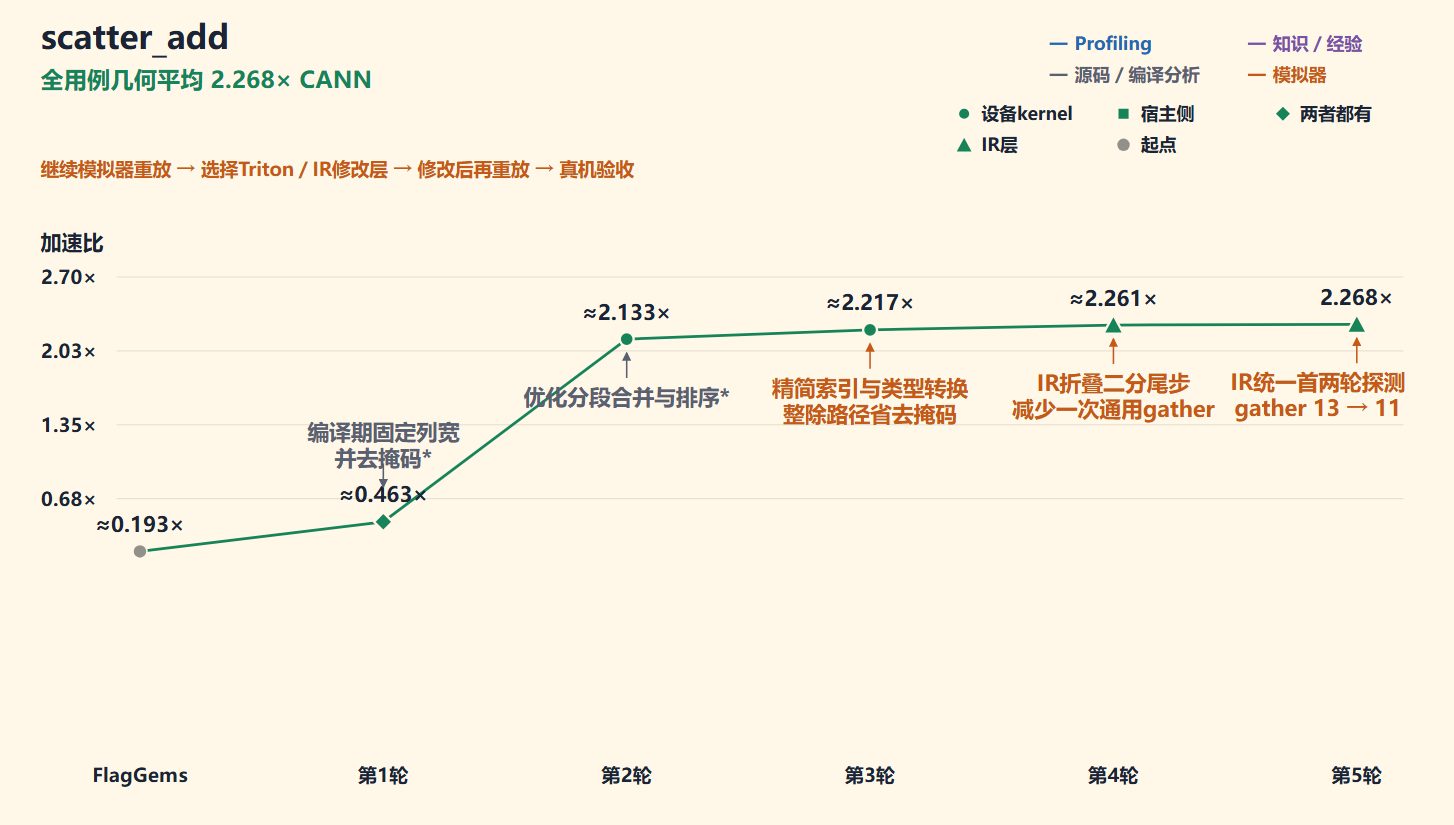 scatter_add
全用例几何平均 2.268× CANN
— Profiling
— 知识 / 经验
— 源码 / 编译分析
— 模拟器
设备kernel
宿主侧
两者都有
IR层
起点
继续模拟器重放 → 选择Triton / IR修改层 → 修改后再重放 → 真机验收
加速比
2.70×
2.03×
1.35×
0.68×
≈0.193×
编译期固定列宽
并去掩码*
≈0.463×
≈2.133×
优化分段合并与排序*
≈2.217×
精简索引与类型转换
整除路径省去掩码
≈2.261×
IR折叠二分尾步
减少一次通用gather
2.268×
IR统一首两轮探测
gather 13 → 11
FlagGems
第1轮
第2轮
第3轮
第4轮
第5轮